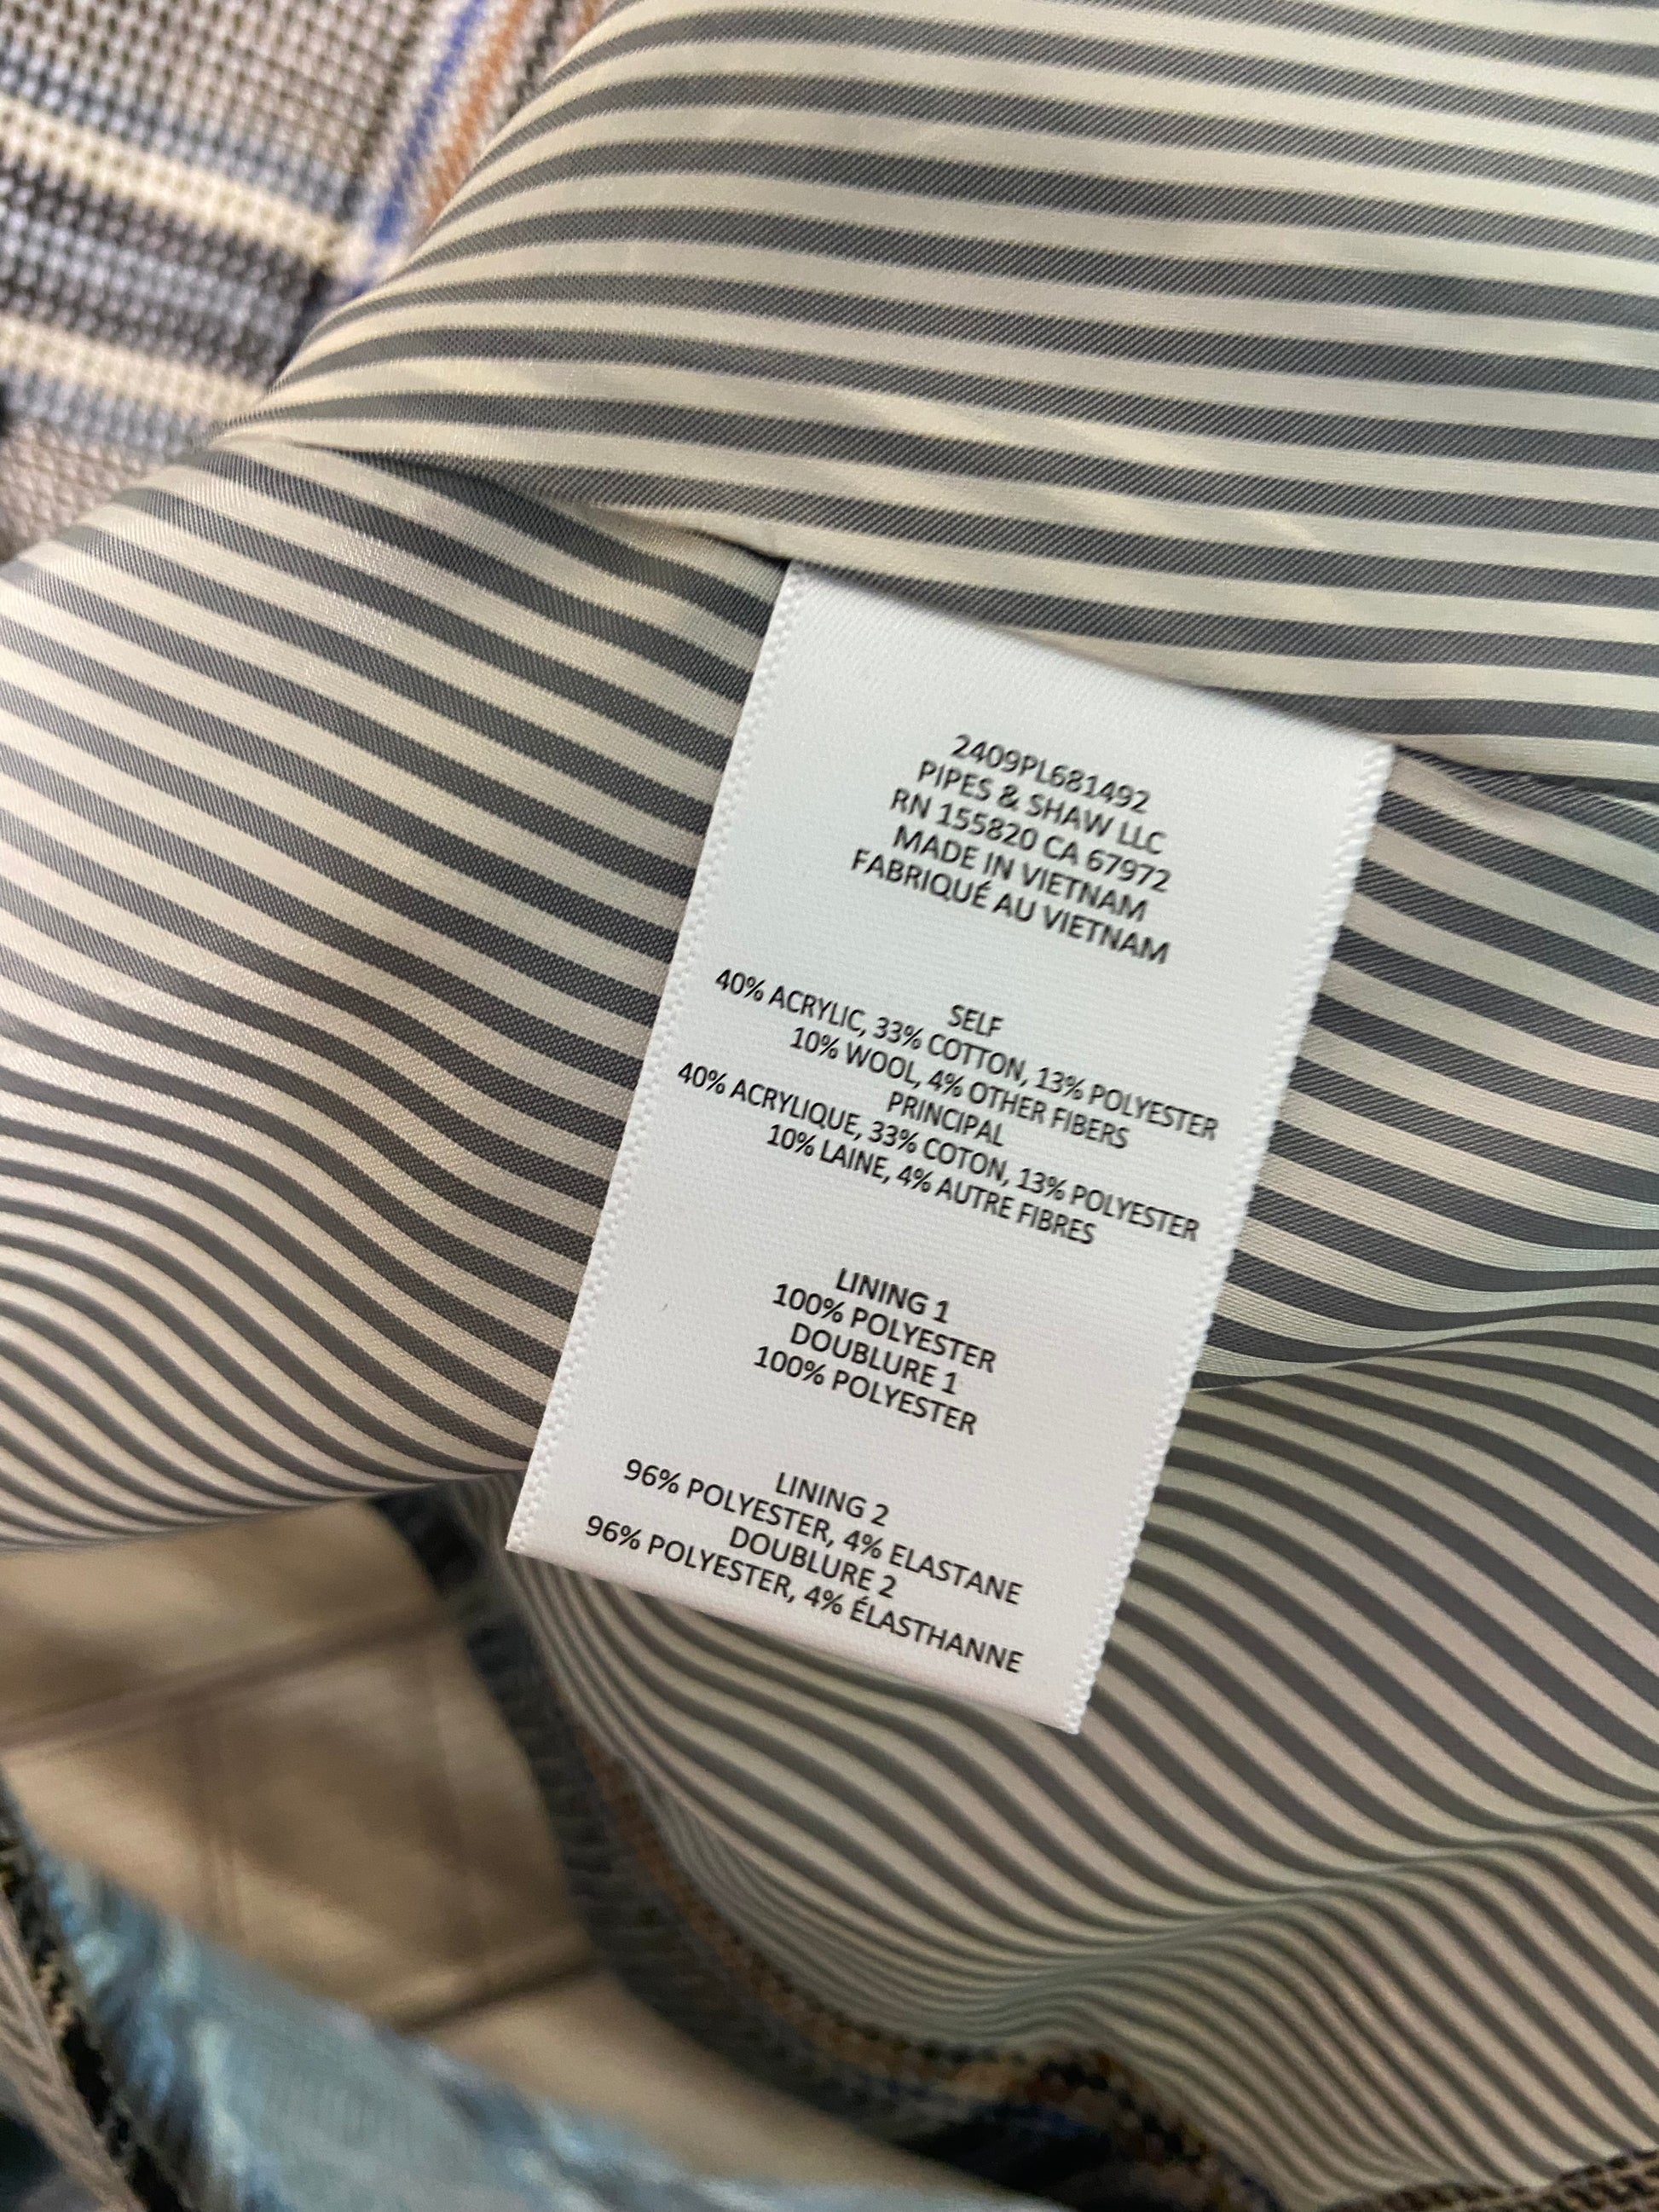 2409PL681492
PIPES & SHAW LLC
RN 155820 CA 67972
MADE IN VIETNAM
FABRIQUÉ AU VIETNAM
SELF
40% ACRYLIC, 33% COTTON, 13% POLYESTER
10% WOOL, 4% OTHER FIBERS
PRINCIPAL
40% ACRYLIQUE, 33% COTON, 13% POLYESTER
10% LAINE, 4% AUTRE FIBRES
LINING 1
100% POLYESTER
DOUBLURE 1
100% POLYESTER
LINING 2
96% POLYESTER, 4% ELASTANE
DOUBLURE 2
96% POLYESTER, 4% ÉLASTHANNE